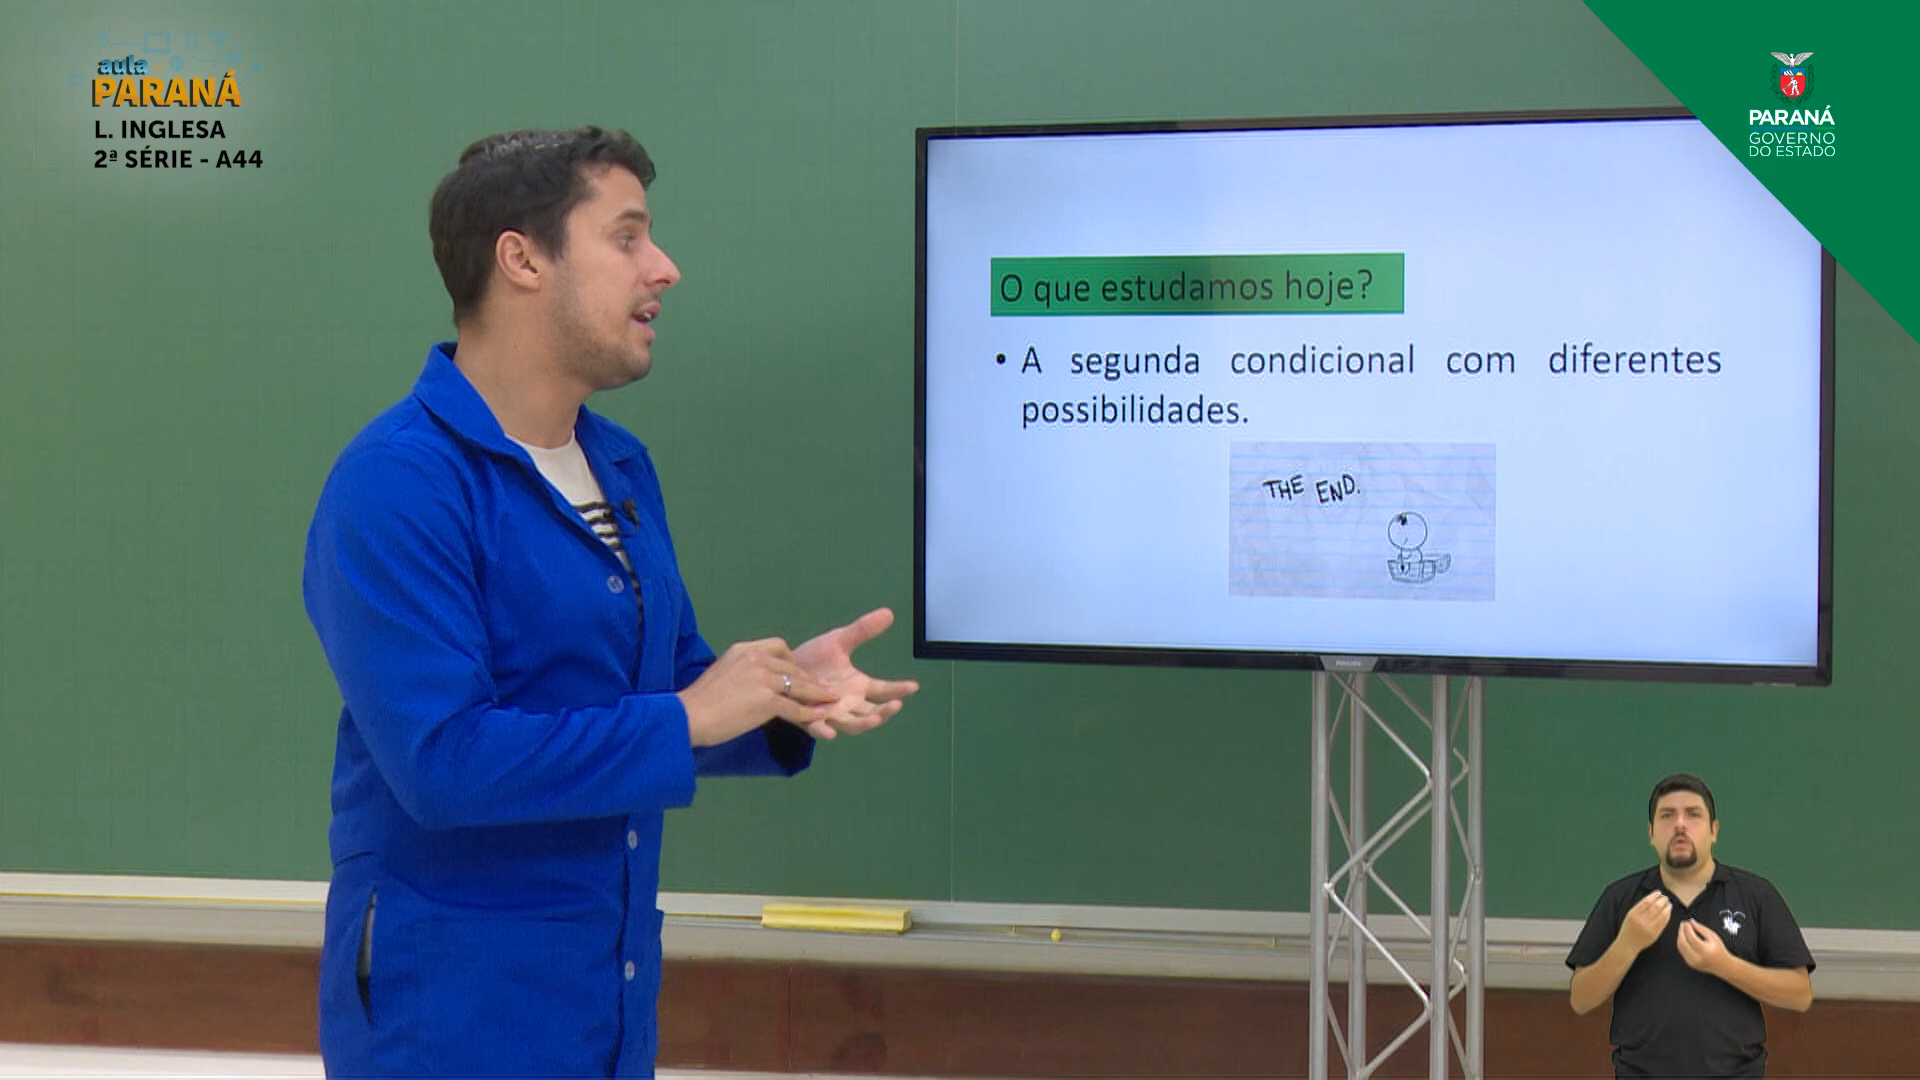 aula
PARANÁ
L. INGLESA
2ª SÉRIE - A44
PARANÁ
GOVERNO
DO ESTADO
O que estudamos hoje?
• A segunda condicional com diferentes
possibilidades.
THE END.
PHILIPS